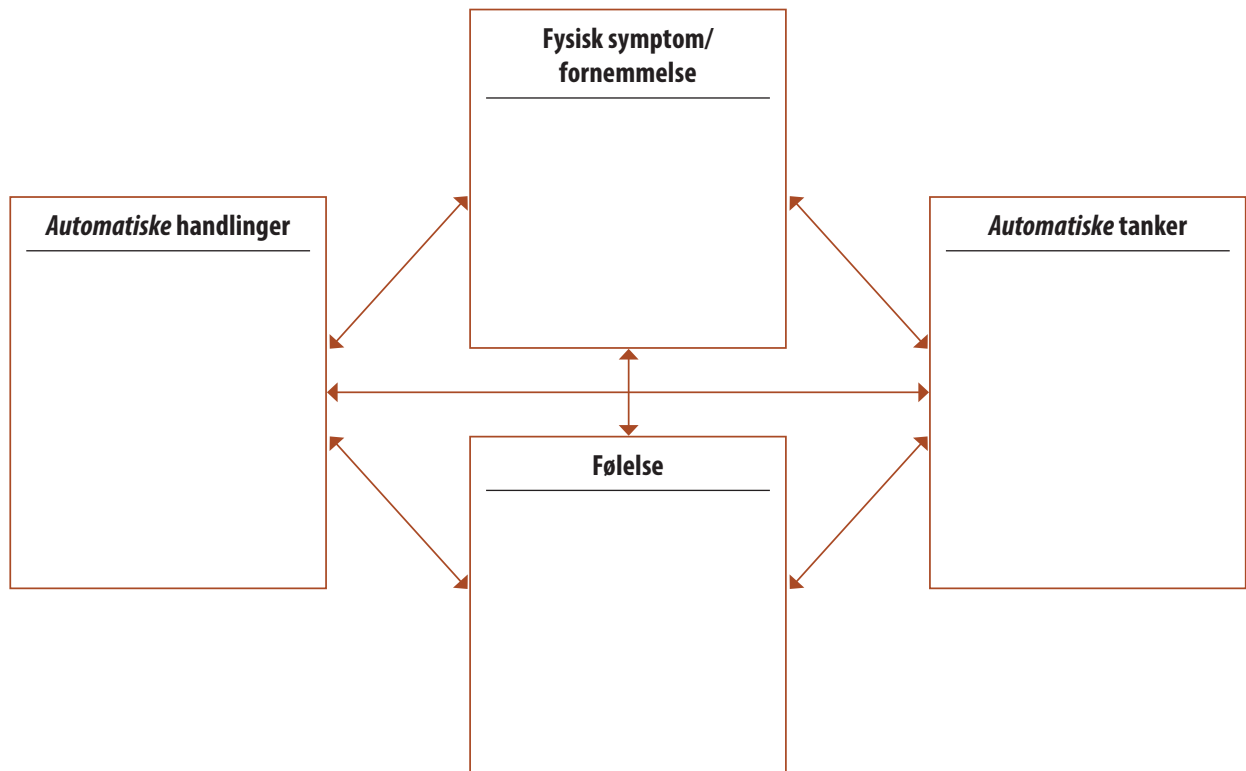 Fysisk symptom/
fornemmelse
Automatiske handlinger
Automatiske tanker
Følelse